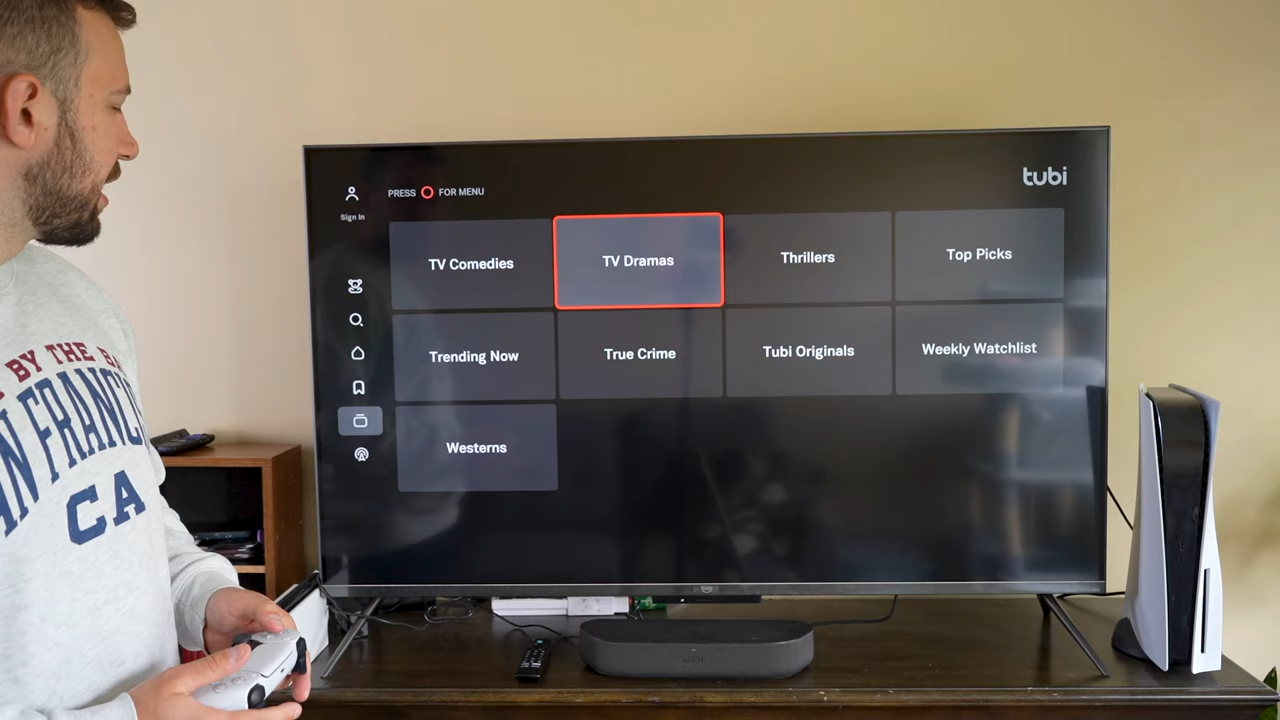 tubi
PRESS FOR MENU
Sign In
TV Comedies
TV Dramas
Thrillers
Top Picks
Trending Now
True Crime
Tubi Originals
Weekly Watchlist
Westerns
BY THE BA
N FRANCI
CA